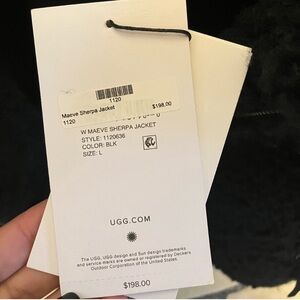 1120
Maeve Sherpa Jacket
1120 $198.00
W MAEVE SHERPA JACKET
STYLE: 1120636
COLOR: BLK
SIZE: L
UGG.COM
The UGG, UGG design and Sun design trademarks
and service marks are owned or registered by Deckers
Outdoor Corporation of the United States.
$198.00